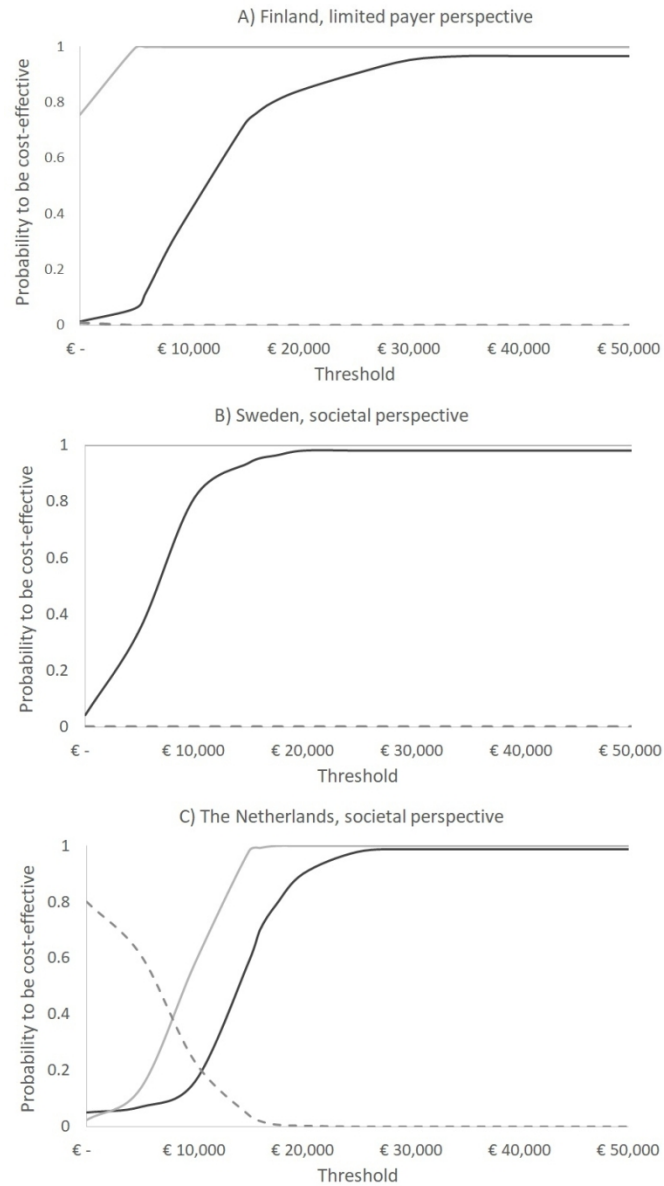 A) Finland, limited payer perspective
Probability to be cost-effective
1
0.8
0.6
0.4
0.2
0
€ - € 10,000 € 20,000 € 30,000 € 40,000 € 50,000
Threshold
B) Sweden, societal perspective
Probability to be cost-effective
1
0.8
0.6
0.4
0.2
0
€ - € 10,000 € 20,000 € 30,000 € 40,000 € 50,000
Threshold
C) The Netherlands, societal perspective
Probability to be cost-effective
1
0.8
0.6
0.4
0.2
0
€ - € 10,000 € 20,000 € 30,000 € 40,000 € 50,000
Threshold